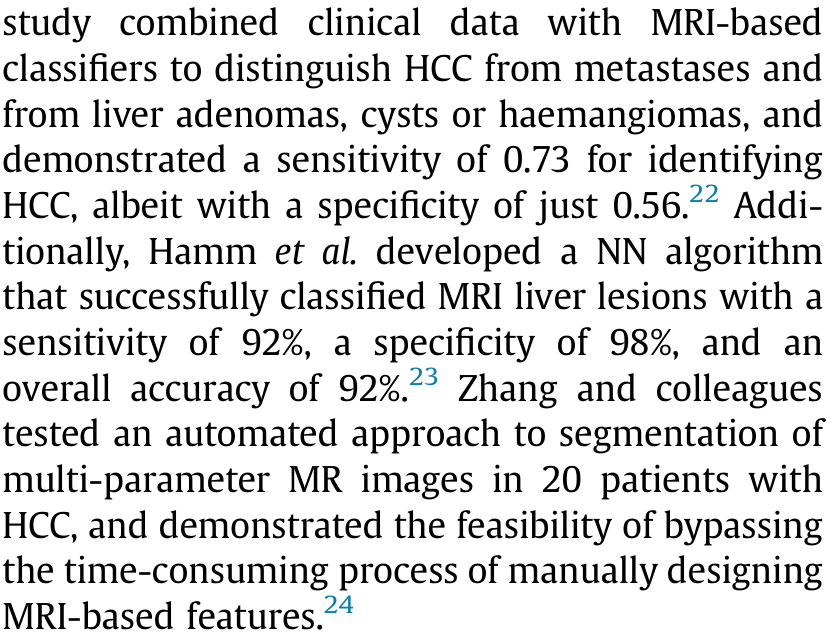 study combined clinical data with MRI-based
classifiers to distinguish HCC from metastases and
from liver adenomas, cysts or haemangiomas, and
demonstrated a sensitivity of 0.73 for identifying
HCC, albeit with a specificity of just 0.56.22 Addi-
tionally, Hamm et al. developed a NN algorithm
that successfully classified MRI liver lesions with a
sensitivity of 92%, a specificity of 98%, and an
overall accuracy of 92%.23 Zhang and colleagues
tested an automated approach to segmentation of
multi-parameter MR images in 20 patients with
HCC, and demonstrated the feasibility of bypassing
the time-consuming process of manually designing
MRI-based features.24